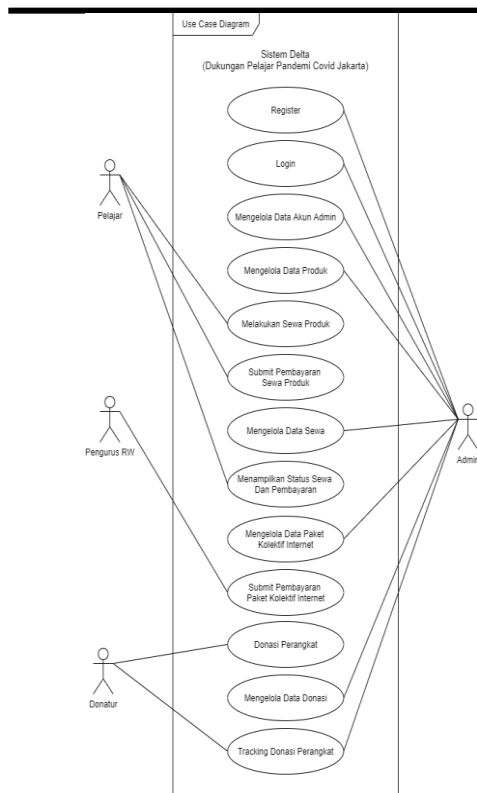 Use Case Diagram
Sistem Delta
(Dukungan Pelajar Pandemi Covid Jakarta)
Register
Login
Pelajar
Mengelola Data Akun Admin
Mengelola Data Produk
Melakukan Sewa Produk
Submit Pembayaran
Sewa Produk
Pengurus RW
Mengelola Data Sewa
Admin
Menampilkan Status Sewa
Dan Pembayaran
Mengelola Data Paket
Kolektif Internet
Submit Pembayaran
Paket Kolektif Internet
Donasi Perangkat
Donatur
Mengelola Data Donasi
Tracking Donasi Perangkat